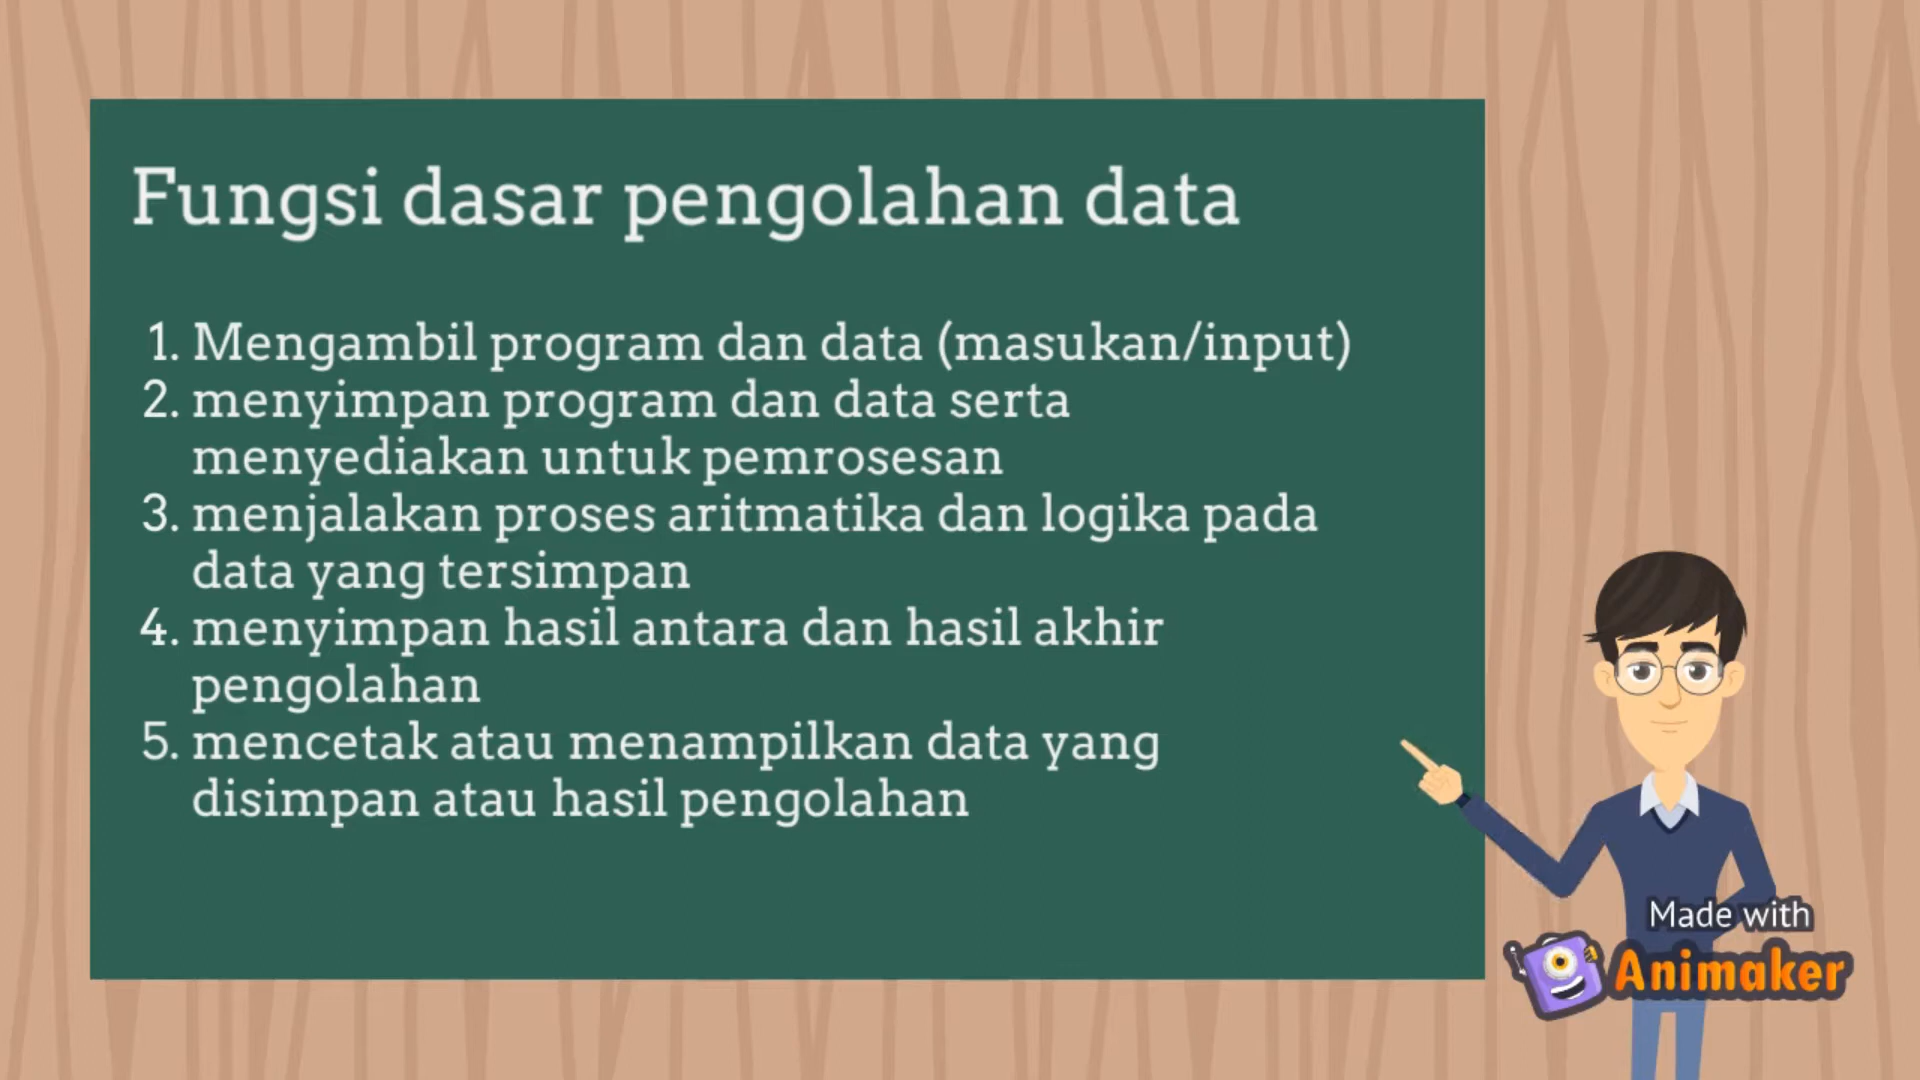 Fungsi dasar pengolahan data
1. Mengambil program dan data (masukan/input)
2. menyimpan program dan data serta
menyediakan untuk pemrosesan
3. menjalakan proses aritmatika dan logika pada
data yang tersimpan
4. menyimpan hasil antara dan hasil akhir
pengolahan
5. mencetak atau menampilkan data yang
disimpan atau hasil pengolahan
Made with
Animaker